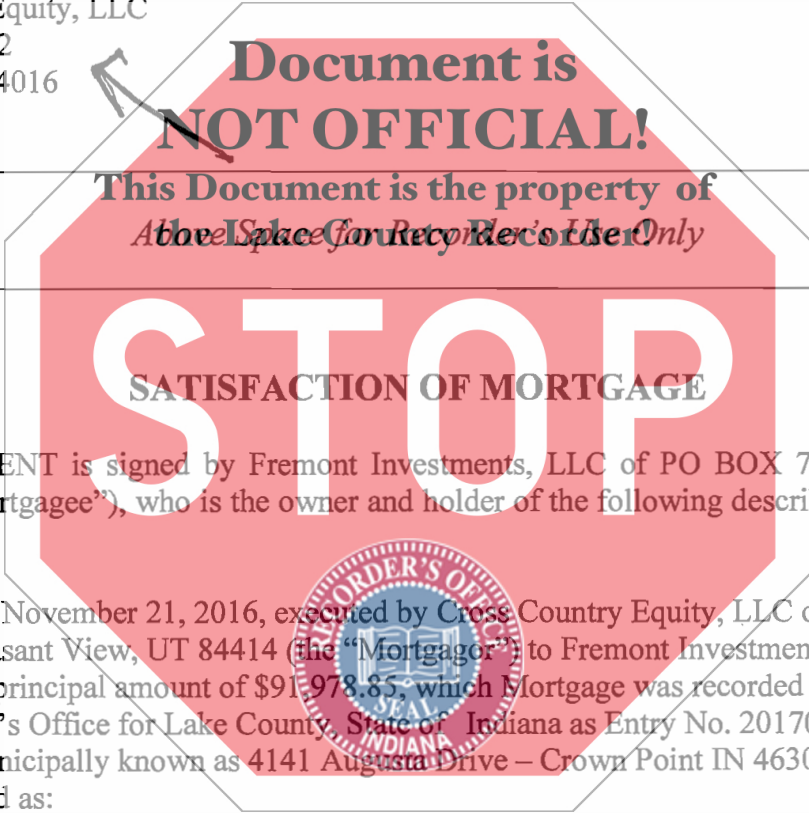 Equity, LLC
2
4016
Document is
NOT OFFICIAL!
This Document is the property of
the Lake County Recorder!
Above Space for Recorder's Use Only
STOP
SATISFACTION OF MORTGAGE
ENT is signed by Fremont Investments, LLC of PO BOX 7
rtgagee"), who is the owner and holder of the following descri
RECORDER'S OFFICE
SEAL
INDIANA
November 21, 2016, executed by Cross Country Equity, LLC o
sant View, UT 84414 (the "Mortgagor") to Fremont Investmen
principal amount of $91,978.85, which Mortgage was recorded
's Office for Lake County, State of Indiana as Entry No. 20170
nicipally known as 4141 Augusta Drive – Crown Point IN 4630
d as: